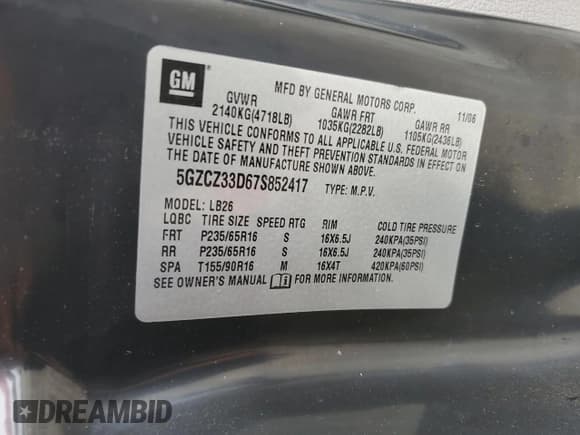 GM
MFD BY GENERAL MOTORS CORP. 11/06
GVWR GAWR FRT GAWR RR
2140KG(4718LB) 1035KG(2282LB) 1105KG(2436LB)
THIS VEHICLE CONFORMS TO ALL APPLICABLE U.S. FEDERAL MOTOR
VEHICLE SAFETY AND THEFT PREVENTION STANDARDS IN EFFECT ON
THE DATE OF MANUFACTURE SHOWN ABOVE.
5GZCZ33D67S852417 TYPE: M.P.V.
MODEL: LB26
LQBC TIRE SIZE SPEED RTG RIM COLD TIRE PRESSURE
FRT P235/65R16 S 16X6.5J 240KPA(35PSI)
RR P235/65R16 S 16X6.5J 240KPA(35PSI)
SPA T155/90R16 M 16X4T 420KPA(60PSI)
SEE OWNER'S MANUAL FOR MORE INFORMATION.
DREAMBID